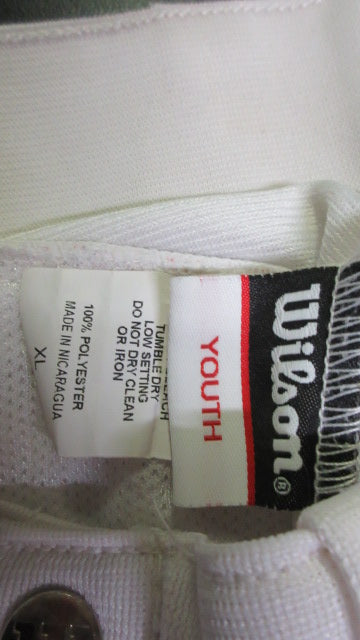 Wilson®
YOUTH
TUMBLE DRY
LOW SETTING
DO NOT DRY CLEAN
OR IRON
100% POLYESTER
MADE IN NICARAGUA
XL